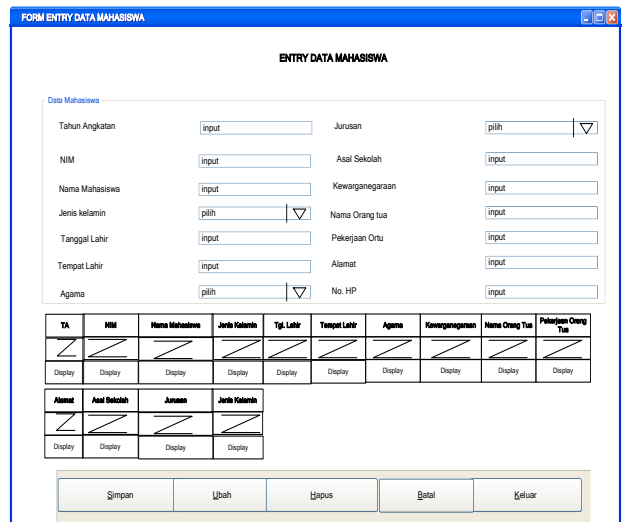 FORM ENTRY DATA MAHASISWA
ENTRY DATA MAHASISWA
Data Mahasiswa
Tahun Angkatan input Jurusan pilih
NIM input Asal Sekolah input
Nama Mahasiswa input Kewarganegaraan input
Jenis kelamin pilih Nama Orang tua input
Tanggal Lahir input Pekerjaan Ortu input
Tempat Lahir input Alamat input
Agama pilih No. HP input
TA NIM Nama Mahasiswa Jenis Kelamin Tgl. Lahir Tempat Lahir Agama Kewarganegaraan Nama Orang Tua Pekerjaan Orang Tua
Display Display Display Display Display Display Display Display Display Display
Alamat Asal Sekolah Jurusan Jenis Kelamin
Display Display Display Display
Simpan Ubah Hapus Batal Keluar